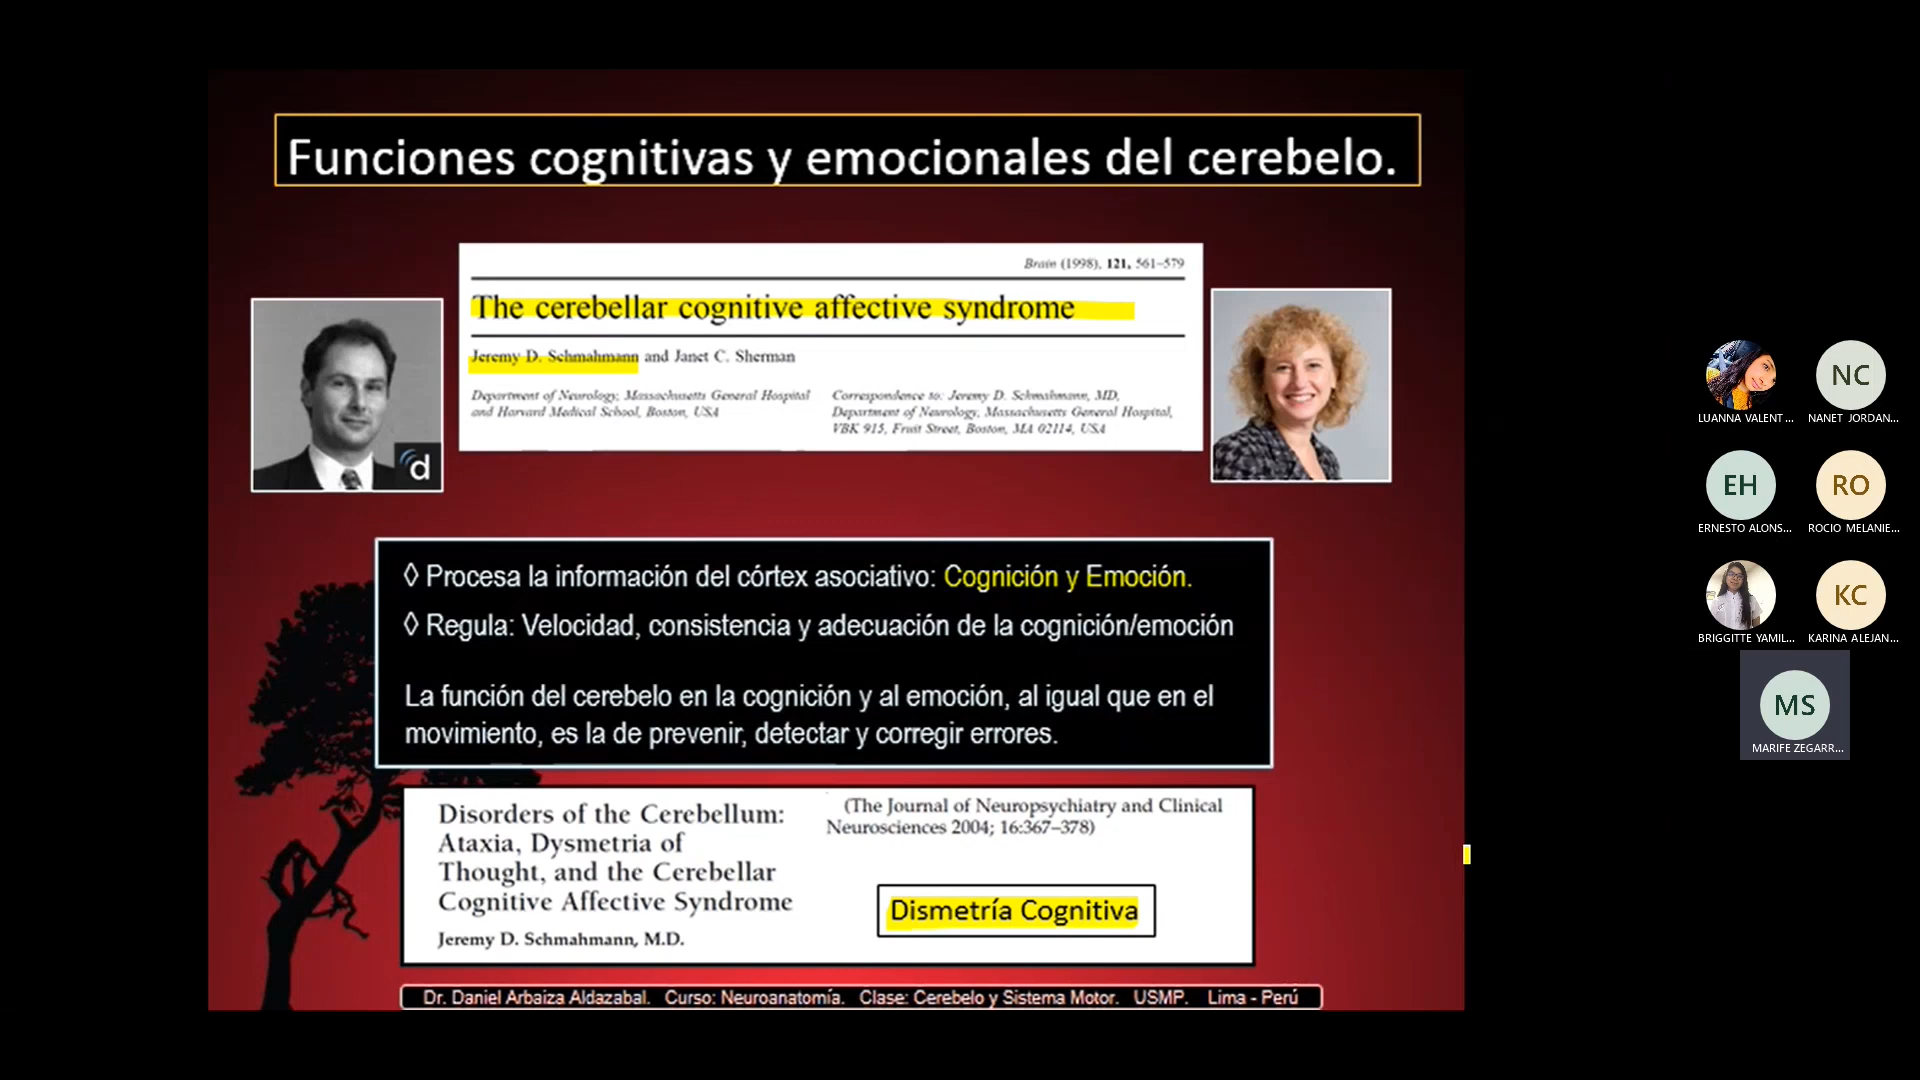 Funciones cognitivas y emocionales del cerebelo.
Brain (1998), 121, 561–579
The cerebellar cognitive affective syndrome
Jeremy D. Schmahmann and Janet C. Sherman
Department of Neurology, Massachusetts General Hospital
and Harvard Medical School, Boston, USA
Correspondence to: Jeremy D. Schmahmann, MD,
Department of Neurology, Massachusetts General Hospital,
VBK 915, Fruit Street, Boston, MA 02114, USA
d
◊ Procesa la información del córtex asociativo: Cognición y Emoción.
◊ Regula: Velocidad, consistencia y adecuación de la cognición/emoción
La función del cerebelo en la cognición y al emoción, al igual que en el
movimiento, es la de prevenir, detectar y corregir errores.
Disorders of the Cerebellum:
Ataxia, Dysmetria of
Thought, and the Cerebellar
Cognitive Affective Syndrome
Jeremy D. Schmahmann, M.D.
(The Journal of Neuropsychiatry and Clinical
Neurosciences 2004; 16:367–378)
Dismetría Cognitiva
Dr. Daniel Arbaiza Aldazabal. Curso: Neuroanatomía. Clase: Cerebelo y Sistema Motor. USMP. Lima - Perú
LUANNA VALENT...
NC
NANET JORDAN...
EH
ERNESTO ALONS...
RO
ROCIO MELANIE...
BRIGGITTE YAMIL...
KC
KARINA ALEJAN...
MS
MARIFE ZEGARR...